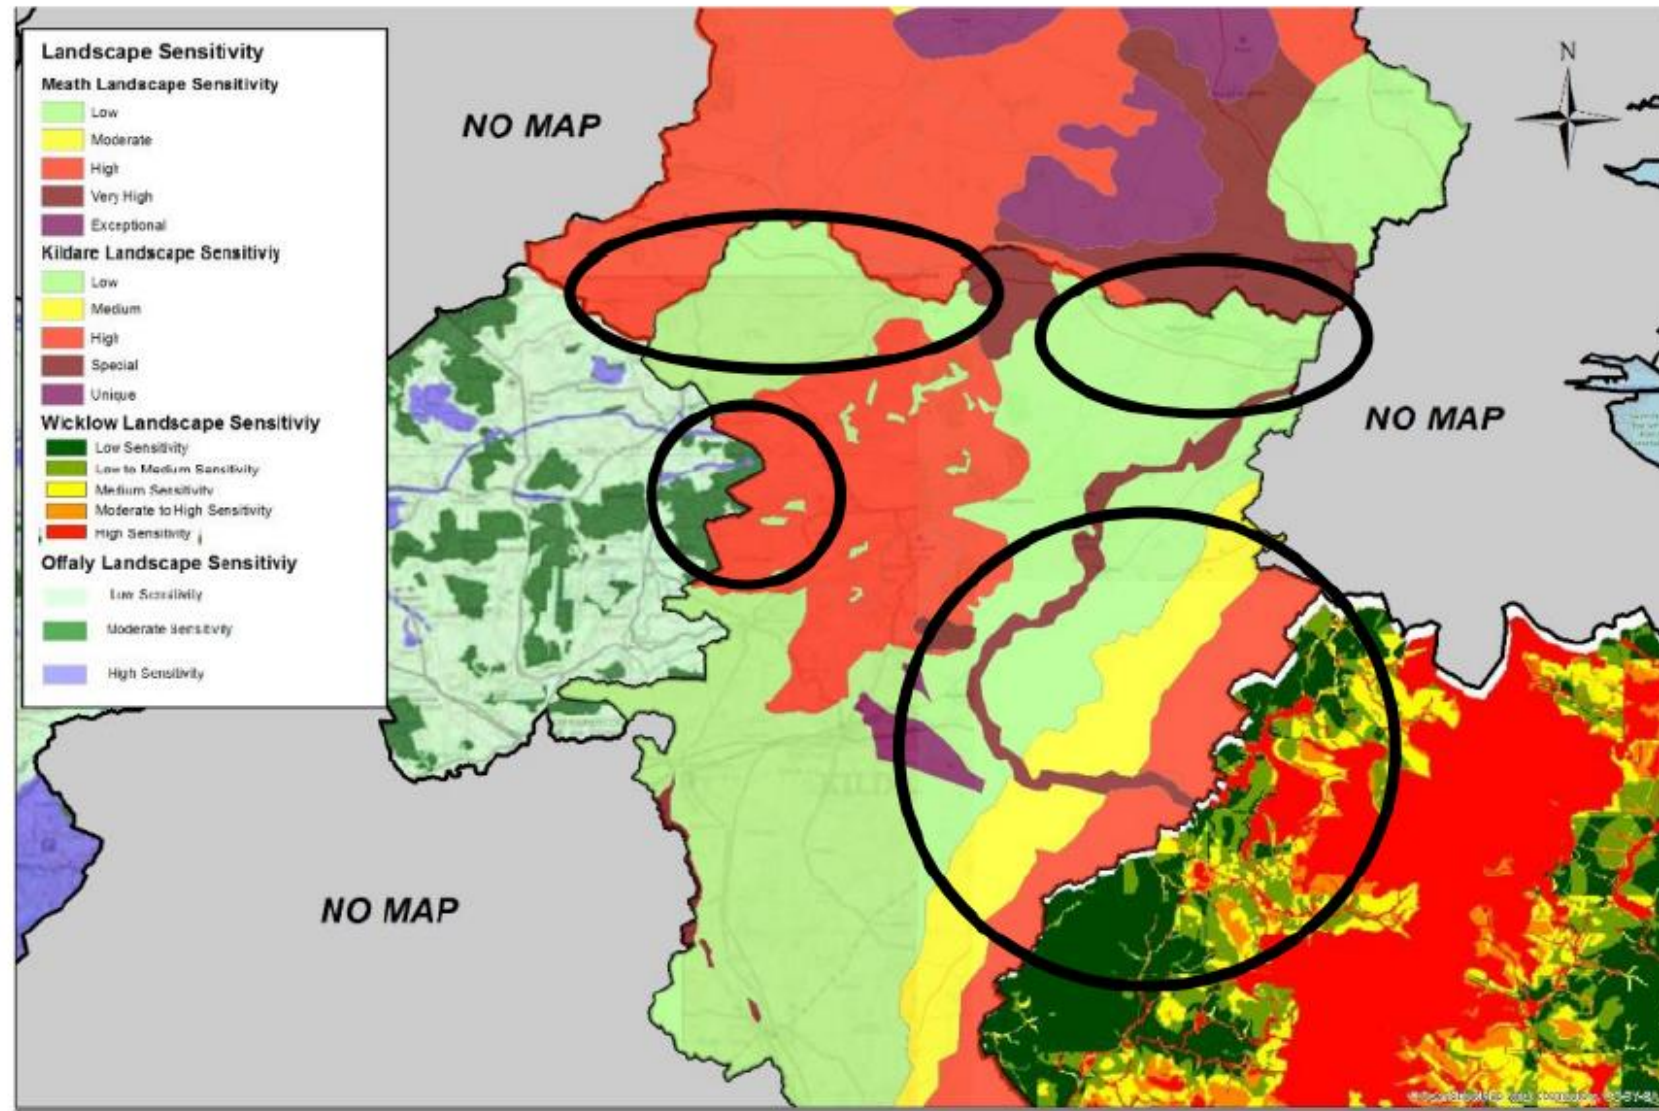 Landscape Sensitivity
Meath Landscape Sensitivity
Low
Moderate
High
Very High
Exceptional
Kildare Landscape Sensitiviy
Low
Medium
High
Special
Unique
Wicklow Landscape Sensitiviy
Low Sensitivity
Low to Medium Sensitivity
Medium Sensitivity
Moderate to High Sensitivity
High Sensitivity
Offaly Landscape Sensitiviy
Low Sensitivity
Moderate Sensitivity
High Sensitivity
NO MAP
N
NO MAP
NO MAP